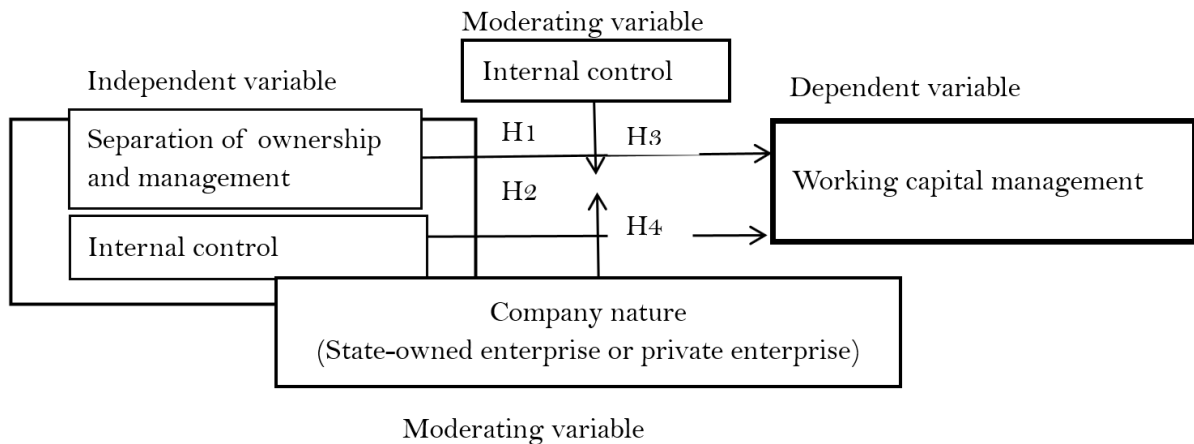 Moderating variable
Internal control
Independent variable
Dependent variable
Separation of ownership
and management
H1
H3
Working capital management
H2
Internal control
H4
Company nature
(State-owned enterprise or private enterprise)
Moderating variable